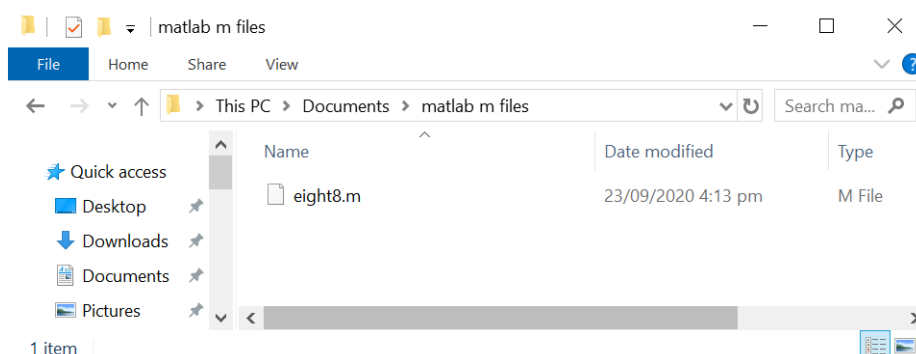 matlab m files
File Home Share View
This PC > Documents > matlab m files Search ma...
Name Date modified Type
Quick access
eight8.m 23/09/2020 4:13 pm M File
Desktop
Downloads
Documents
Pictures
1 item